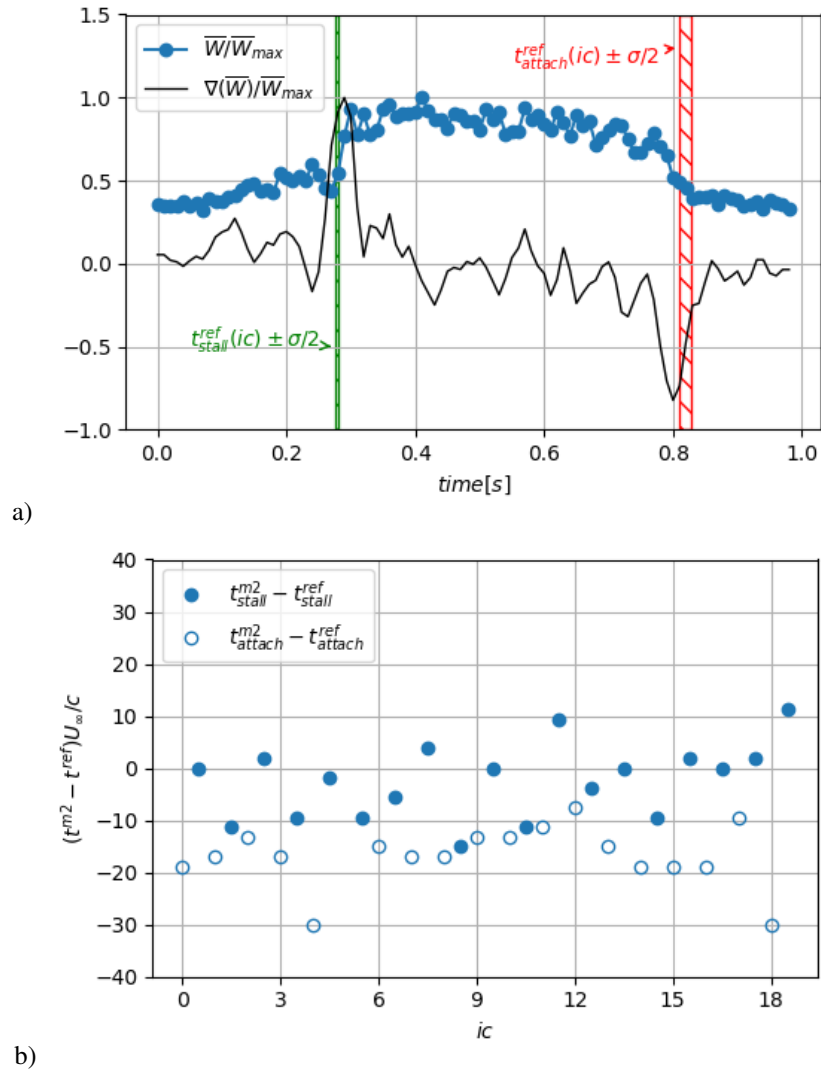 1.5
1.0
0.5
0.0
−0.5
−1.0
W̅/W̅max
∇(W̅)/W̅max
t^ref_attach(ic) ± σ/2
t^ref_stall(ic) ± σ/2
0.0 0.2 0.4 0.6 0.8 1.0
time[s]
a)
40
30
20
10
0
−10
−20
−30
−40
(t^m2 − t^ref)U∞/c
t^m2_stall − t^ref_stall
t^m2_attach − t^ref_attach
0 3 6 9 12 15 18
ic
b)